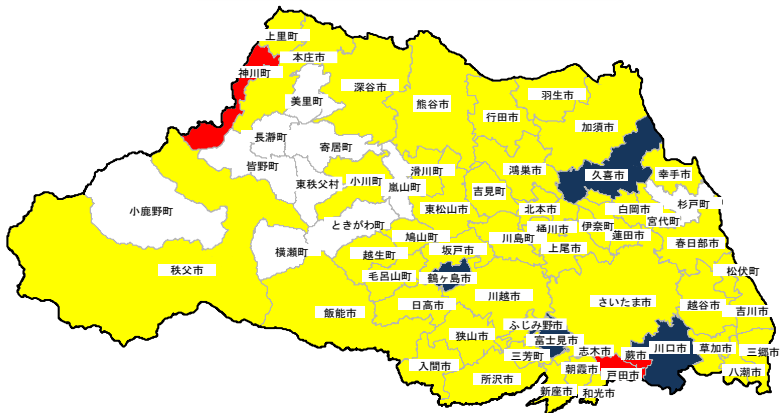 上里町
本庄市
神川町
美里町
深谷市
熊谷市
行田市
羽生市
加須市
長瀞町
寄居町
皆野町
東秩父村
小川町
嵐山町
滑川町
吉見町
鴻巣市
久喜市
幸手市
小鹿野町
ときがわ町
東松山市
北本市
白岡市
杉戸町
宮代町
横瀬町
鳩山町
川島町
桶川市
伊奈町
上尾市
蓮田市
春日部市
越生町
坂戸市
秩父市
毛呂山町
鶴ヶ島市
松伏町
飯能市
日高市
川越市
さいたま市
越谷市
吉川市
ふじみ野市
狭山市
富士見市
三芳町
志木市
蕨市
川口市
草加市
三郷市
入間市
所沢市
朝霞市
戸田市
八潮市
新座市
和光市